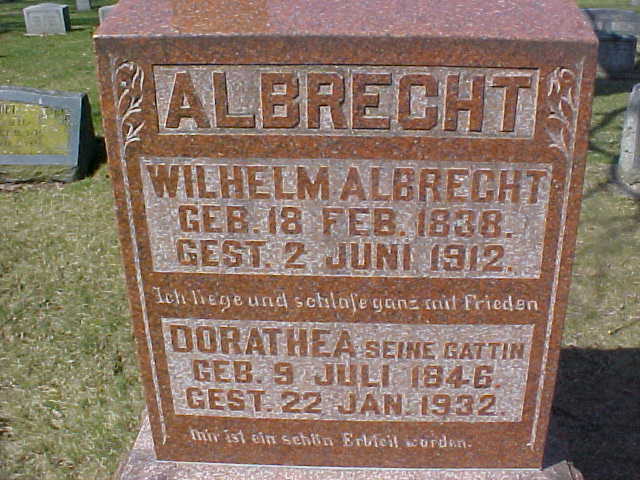 ALBRECHT
WILHELM ALBRECHT
GEB. 18 FEB. 1838.
GEST. 2 JUNI 1912.
Ich liege und schlafe ganz mit Frieden
DORATHEA SEINE GATTIN
GEB. 9 JULI 1846.
GEST. 22 JAN. 1932
Mir ist ein schön Erbteil worden.